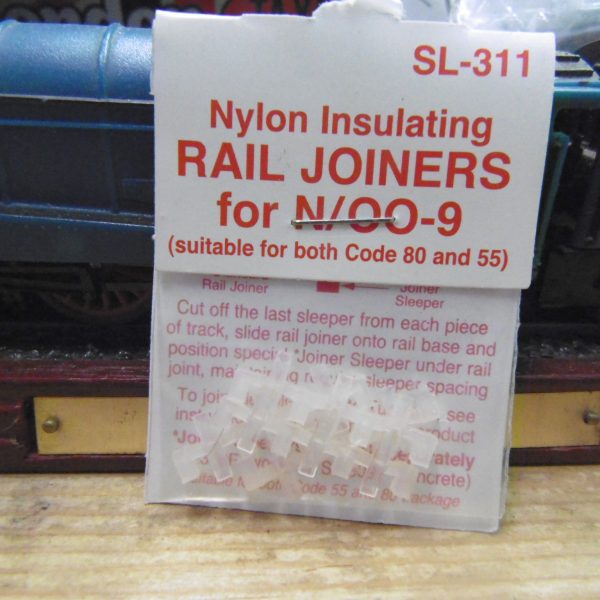 SL-311
Nylon Insulating
RAIL JOINERS
for N/OO-9
(suitable for both Code 80 and 55)
Rail Joiner
Joiner
Sleeper
Cut off the last sleeper from each piece
of track, slide rail joiner onto rail base and
position special *Joiner Sleeper under rail
joint, sleeper spacing
To see
product
Code 55 and 80 Package